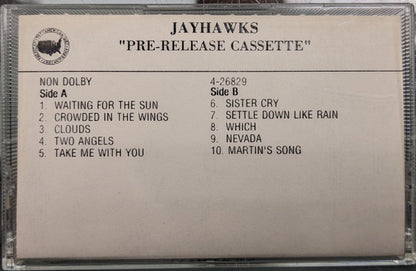 JAYHAWKS
"PRE-RELEASE CASSETTE"
NON DOLBY
Side A
1. WAITING FOR THE SUN
2. CROWDED IN THE WINGS
3. CLOUDS
4. TWO ANGELS
5. TAKE ME WITH YOU
4-26829
Side B
6. SISTER CRY
7. SETTLE DOWN LIKE RAIN
8. WHICH
9. NEVADA
10. MARTIN'S SONG